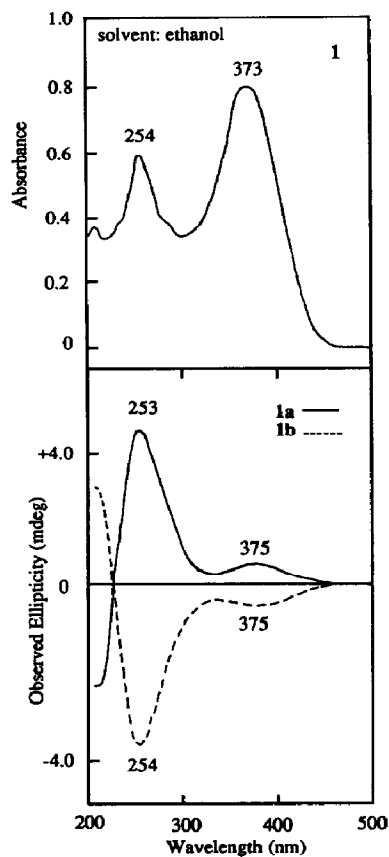 1.0
solvent: ethanol
1
373
0.8
254
0.6
Absorbance
0.4
0.2
0
253
1a
1b
+4.0
375
0
Observed Ellipticity (mdeg)
375
-4.0
254
200 300 400 500
Wavelength (nm)